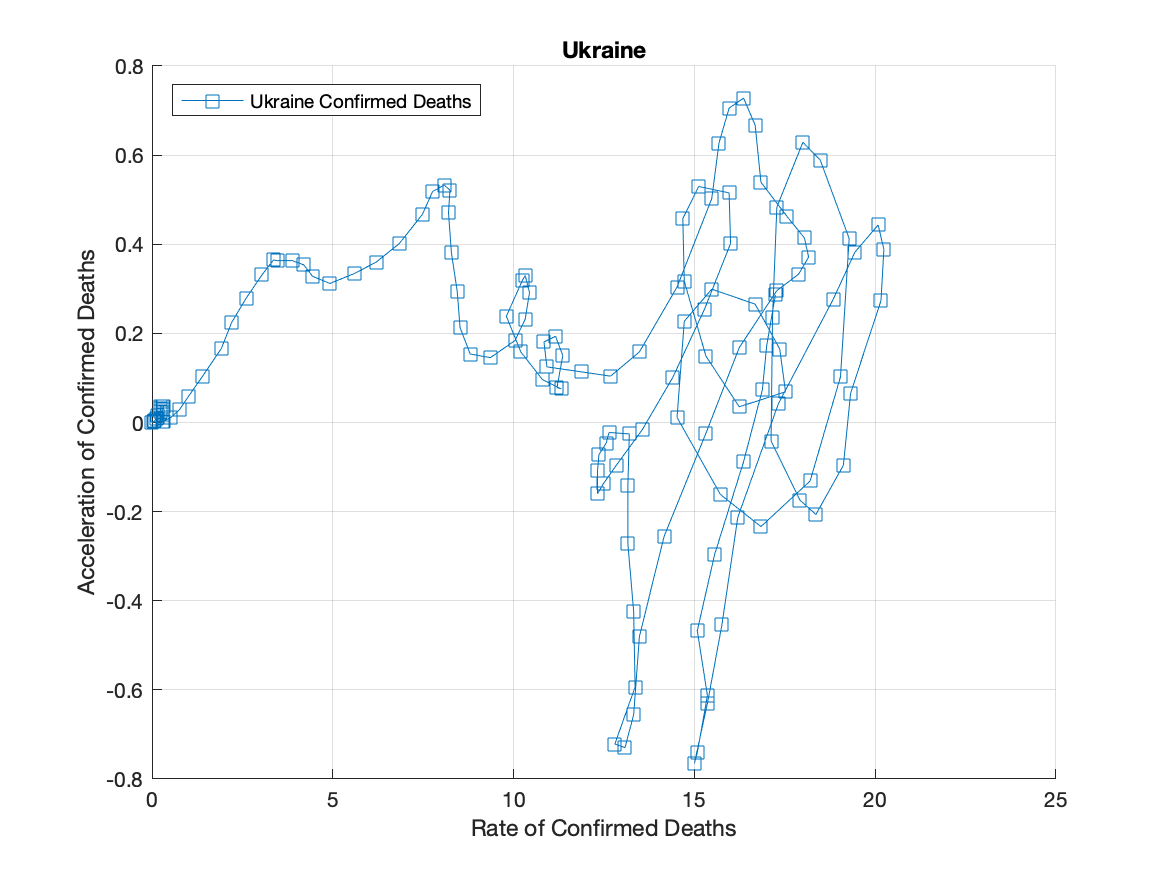 Ukraine
Ukraine Confirmed Deaths
0.8
0.6
0.4
0.2
0
-0.2
-0.4
-0.6
-0.8
Acceleration of Confirmed Deaths
0 5 10 15 20 25
Rate of Confirmed Deaths